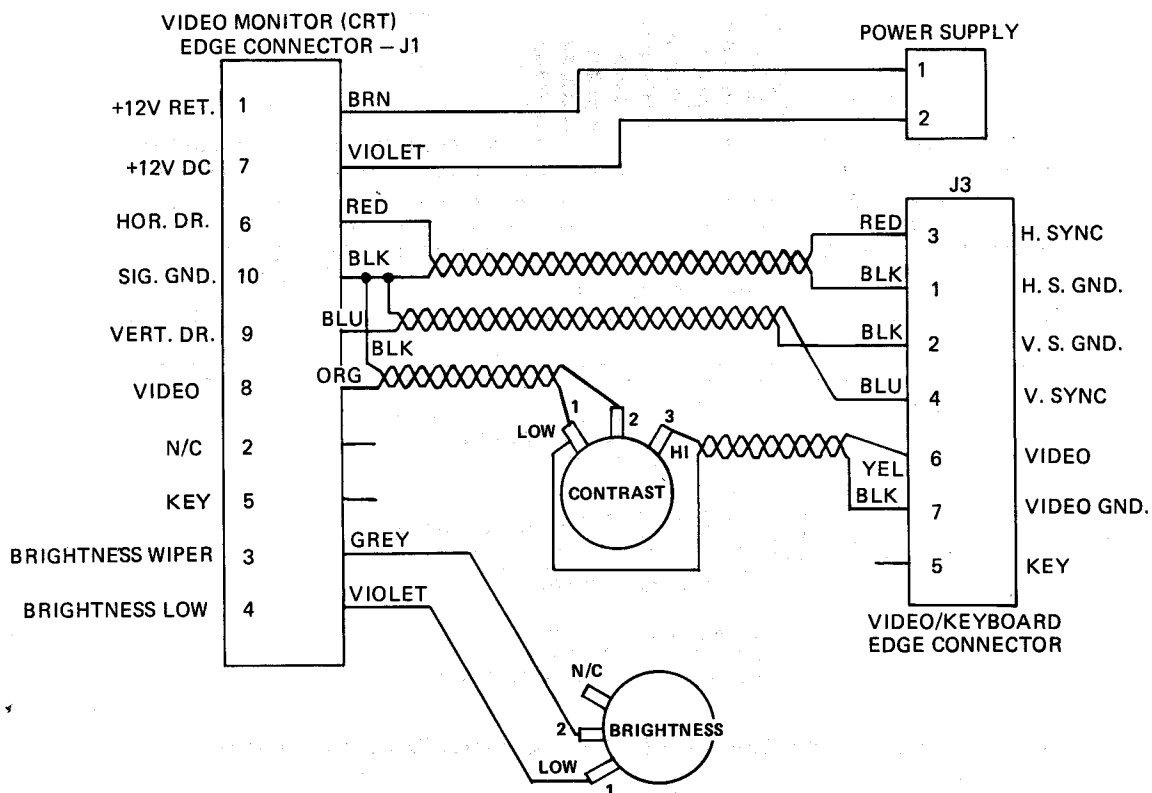 VIDEO MONITOR (CRT)
EDGE CONNECTOR – J1
POWER SUPPLY
+12V RET. 1 BRN
1
2
+12V DC 7 VIOLET
J3
HOR. DR. 6 RED
RED 3 H. SYNC
SIG. GND. 10 BLK
BLK 1 H. S. GND.
VERT. DR. 9 BLU
BLK
BLK 2 V. S. GND.
VIDEO 8 ORG
BLU 4 V. SYNC
LOW 1 2 3 HI
CONTRAST
N/C 2
YEL 6 VIDEO
KEY 5
BLK 7 VIDEO GND.
5 KEY
BRIGHTNESS WIPER 3 GREY
BRIGHTNESS LOW 4 VIOLET
VIDEO/KEYBOARD
EDGE CONNECTOR
N/C
2 BRIGHTNESS
LOW
1